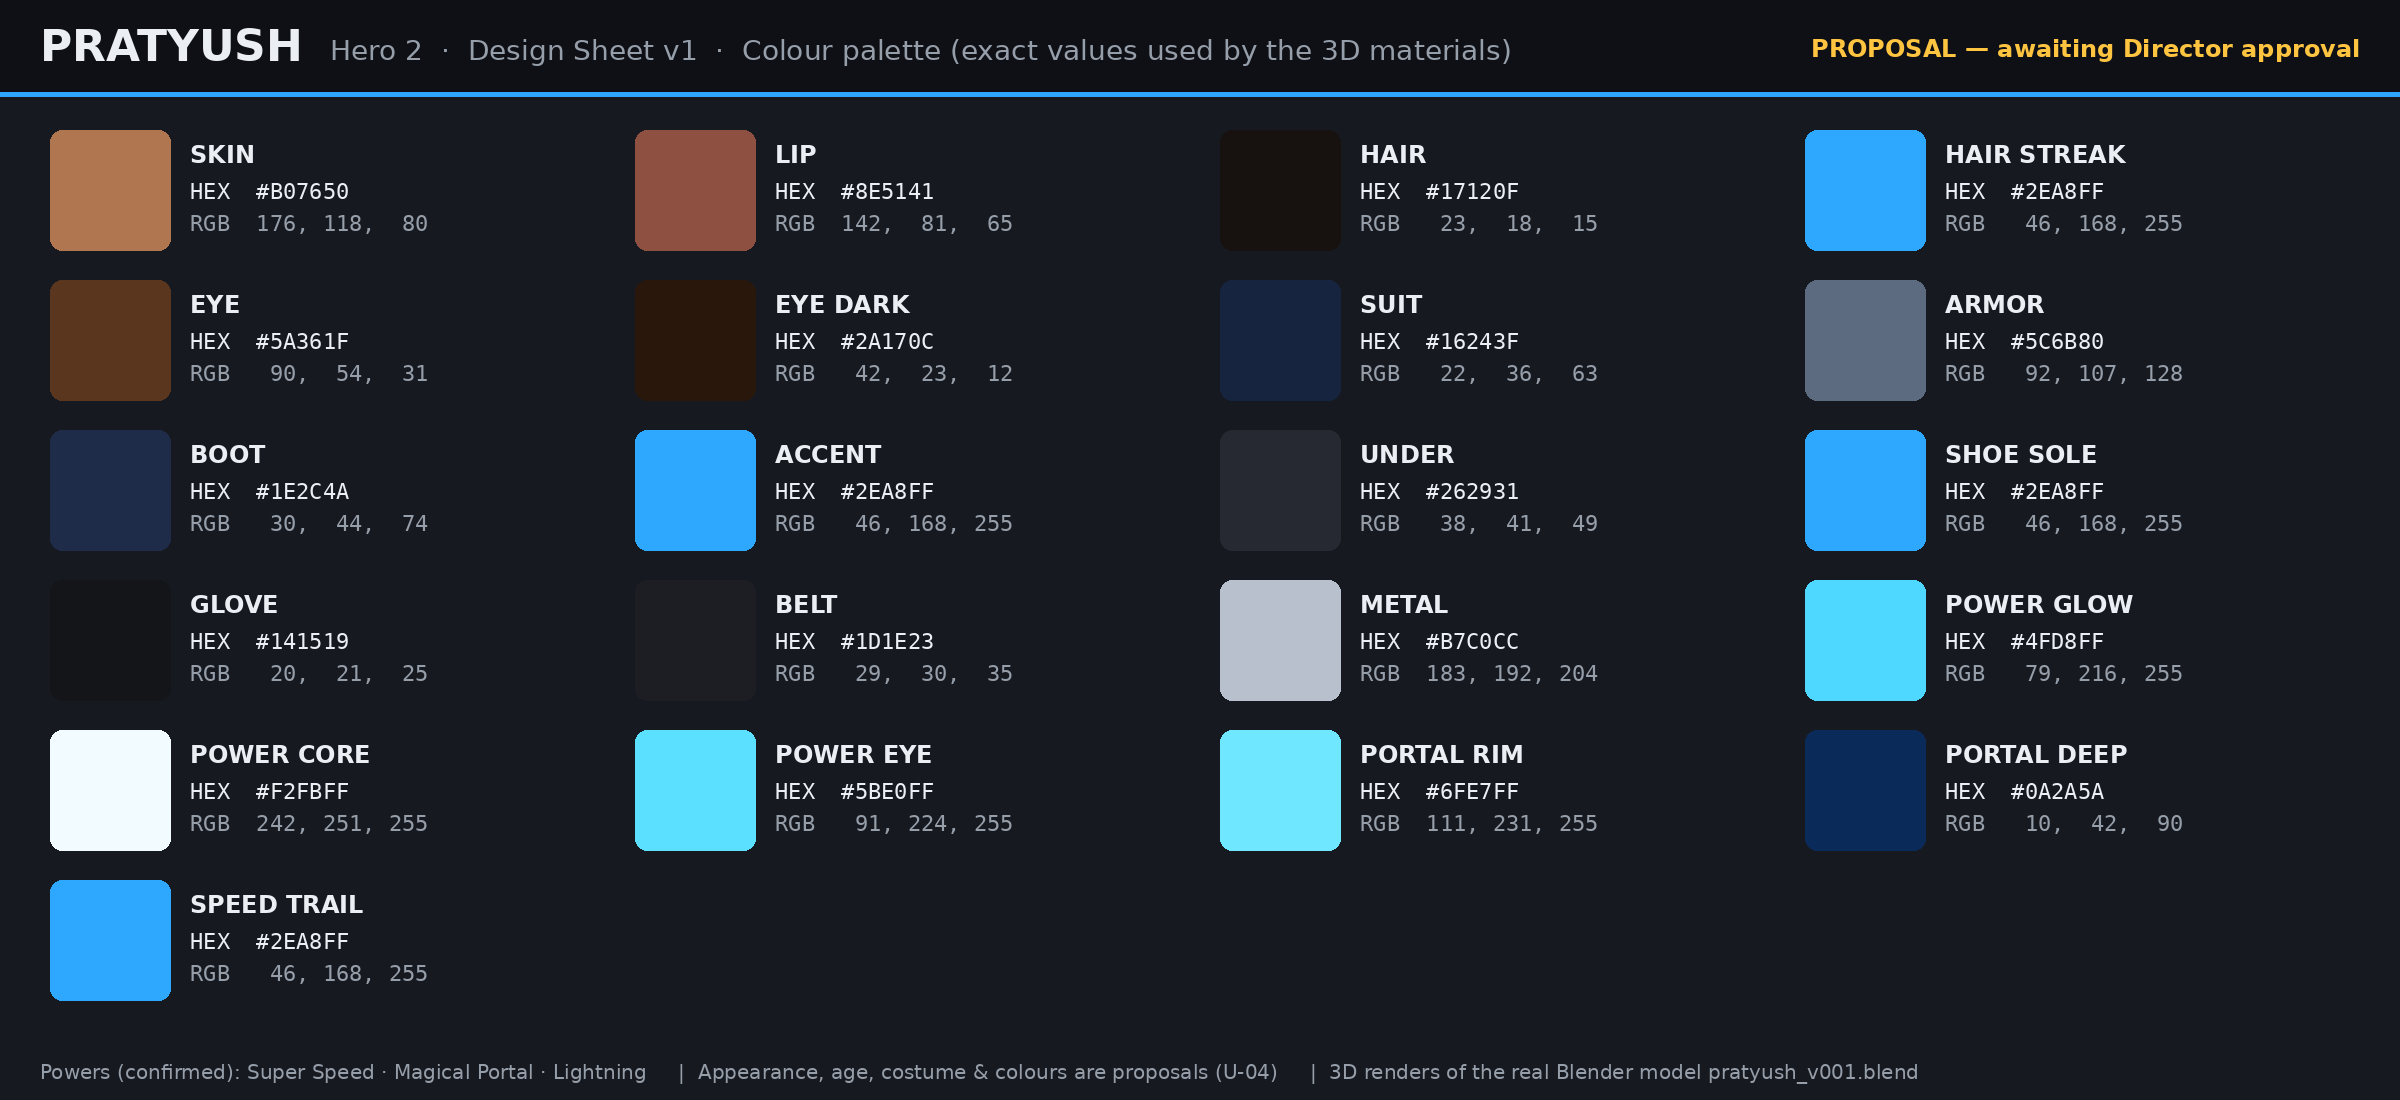 PRATYUSH Hero 2 · Design Sheet v1 · Colour palette (exact values used by the 3D materials) PROPOSAL — awaiting Director approval
SKIN
HEX #B07650
RGB 176, 118, 80
LIP
HEX #8E5141
RGB 142, 81, 65
HAIR
HEX #17120F
RGB 23, 18, 15
HAIR STREAK
HEX #2EA8FF
RGB 46, 168, 255
EYE
HEX #5A361F
RGB 90, 54, 31
EYE DARK
HEX #2A170C
RGB 42, 23, 12
SUIT
HEX #16243F
RGB 22, 36, 63
ARMOR
HEX #5C6B80
RGB 92, 107, 128
BOOT
HEX #1E2C4A
RGB 30, 44, 74
ACCENT
HEX #2EA8FF
RGB 46, 168, 255
UNDER
HEX #262931
RGB 38, 41, 49
SHOE SOLE
HEX #2EA8FF
RGB 46, 168, 255
GLOVE
HEX #141519
RGB 20, 21, 25
BELT
HEX #1D1E23
RGB 29, 30, 35
METAL
HEX #B7C0CC
RGB 183, 192, 204
POWER GLOW
HEX #4FD8FF
RGB 79, 216, 255
POWER CORE
HEX #F2FBFF
RGB 242, 251, 255
POWER EYE
HEX #5BE0FF
RGB 91, 224, 255
PORTAL RIM
HEX #6FE7FF
RGB 111, 231, 255
PORTAL DEEP
HEX #0A2A5A
RGB 10, 42, 90
SPEED TRAIL
HEX #2EA8FF
RGB 46, 168, 255
Powers (confirmed): Super Speed · Magical Portal · Lightning | Appearance, age, costume & colours are proposals (U-04) | 3D renders of the real Blender model pratyush_v001.blend